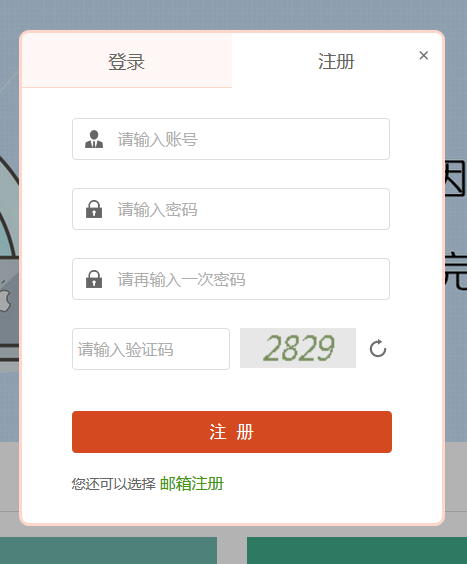 登录
注册
×
请输入账号
请输入密码
请再输入一次密码
请输入验证码
2829
注 册
您还可以选择 邮箱注册
因
完